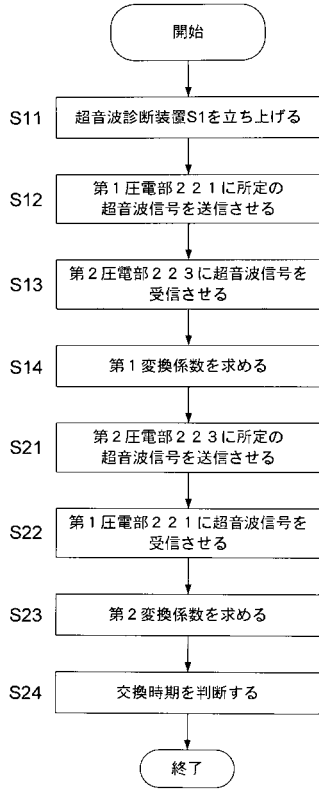 開始
S11
超音波診断装置S1を立ち上げる
S12
第１圧電部２２１に所定の
超音波信号を送信させる
S13
第２圧電部２２３に超音波信号を
受信させる
S14
第１変換係数を求める
S21
第２圧電部２２３に所定の
超音波信号を送信させる
S22
第１圧電部２２１に超音波信号を
受信させる
S23
第２変換係数を求める
S24
交換時期を判断する
終了